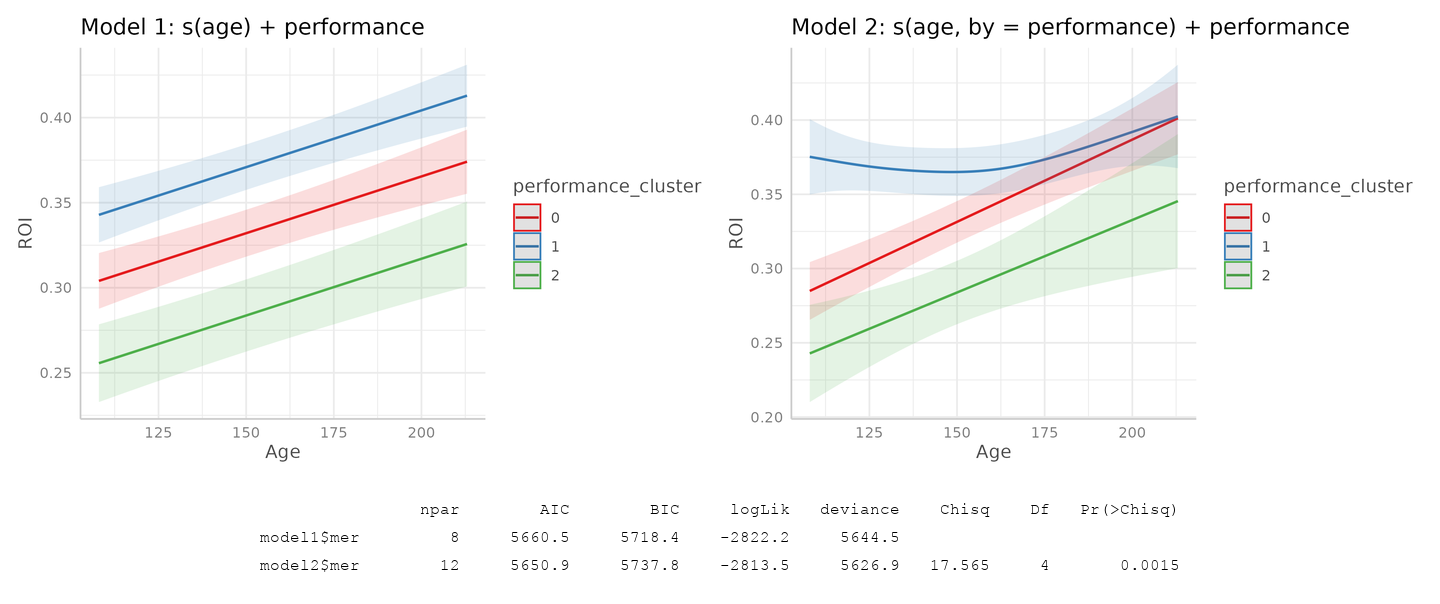 Model 1: s(age) + performance
0.40
0.35
0.30
0.25
ROI
125 150 175 200
Age
performance_cluster
0
1
2
Model 2: s(age, by = performance) + performance
0.40
0.35
0.30
0.25
0.20
ROI
125 150 175 200
Age
performance_cluster
0
1
2
npar AIC BIC logLik deviance Chisq Df Pr(>Chisq)
model1$mer 8 5660.5 5718.4 -2822.2 5644.5
model2$mer 12 5650.9 5737.8 -2813.5 5626.9 17.565 4 0.0015